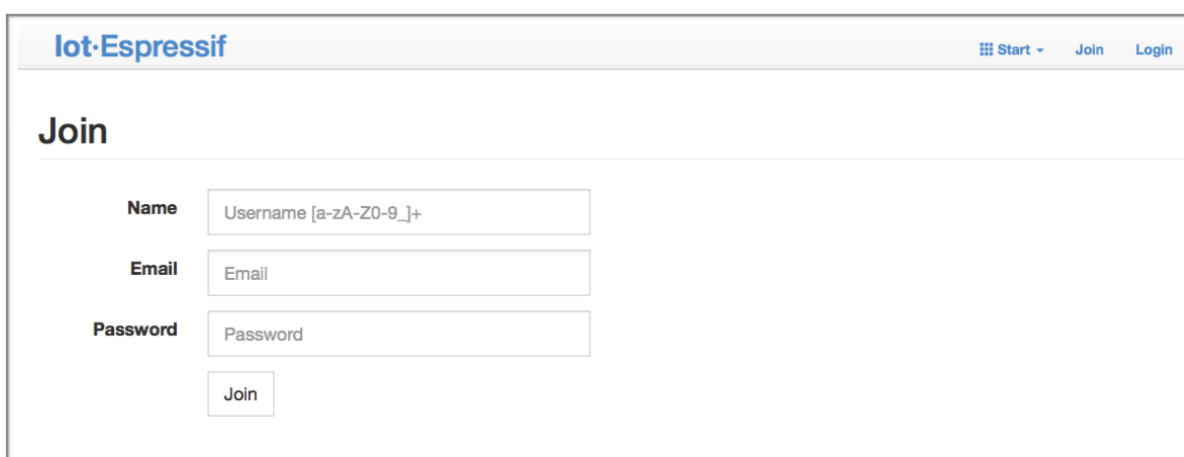 Iot·Espressif
Start Join Login
Join
Name Username [a-zA-Z0-9_]+
Email Email
Password Password
Join